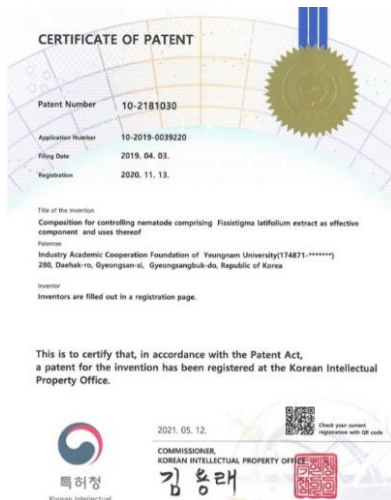 CERTIFICATE OF PATENT
Patent Number 10-2181030
Application Number 10-2019-0039220
Filing Date 2019. 04. 03.
Registration 2020. 11. 13.
Title of the Invention
Composition for controlling nematode comprising Fissistigma latifolium extract as effective
component and uses thereof
Patentee
Industry Academic Cooperation Foundation of Yeungnam University(174871-*******)
280, Daehak-ro, Gyeongsan-si, Gyeongsangbuk-do, Republic of Korea
Inventor
Inventors are filled out in a registration page.
This is to certify that, in accordance with the Patent Act,
a patent for the invention has been registered at the Korean Intellectual
Property Office.
2021. 05. 12.
Check your current
registration with QR code
COMMISSIONER,
KOREAN INTELLECTUAL PROPERTY OFFICE
김용래
특허청
Korean Intellectual